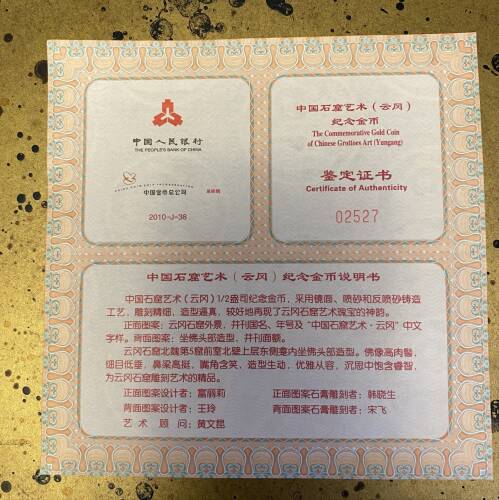 中国人民银行
THE PEOPLE'S BANK OF CHINA
CHINA GOLD COIN INCORPORATION
中国金币总公司
2010-J-38
中国石窟艺术（云冈）
纪念金币
The Commemorative Gold Coin
of Chinese Grottoes Art (Yungang)
鉴定证书
Certificate of Authenticity
02527
中国石窟艺术（云冈）纪念金币说明书
中国石窟艺术（云冈）1/2盎司纪念金币，采用镜面、喷砂和反喷砂铸造
工艺，雕刻精细、造型逼真，较好地再现了云冈石窟艺术瑰宝的神韵。
正面图案：云冈石窟外景，并刊国名、年号及“中国石窟艺术·云冈”中文
字样。背面图案：坐佛头部造型，并刊面额。
云冈石窟北魏第5窟前室北壁上层东侧龛内坐佛头部造型。佛像高肉髻，
细目低垂，鼻梁高挺，嘴角含笑，造型生动，优雅从容，沉思中饱含睿智，
为云冈石窟雕刻艺术的精品。
正面图案设计者：富丽莉 正面图案石膏雕刻者：韩晓生
背面图案设计者：王玲 背面图案石膏雕刻者：宋飞
艺术顾问：黄文昆